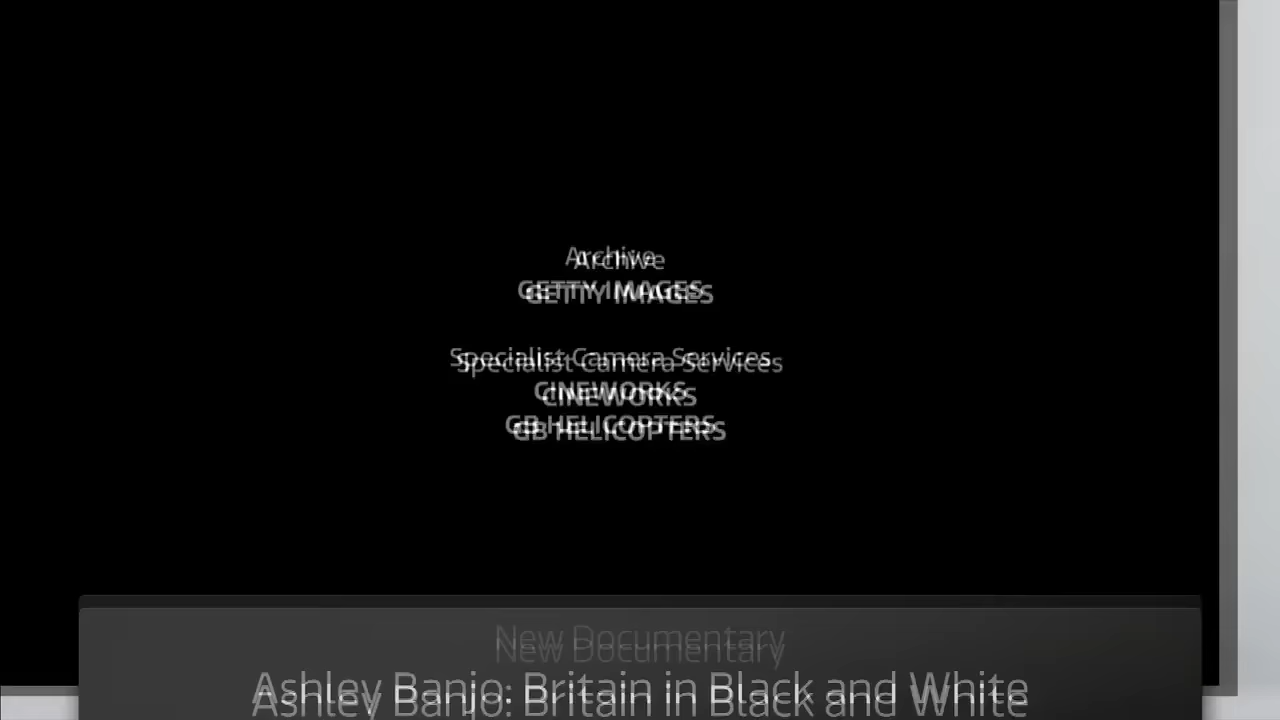 Archive
GETTY IMAGES
Specialist Camera Services
CINEWORKS
GB HELICOPTERS
New Documentary
Ashley Banjo: Britain in Black and White